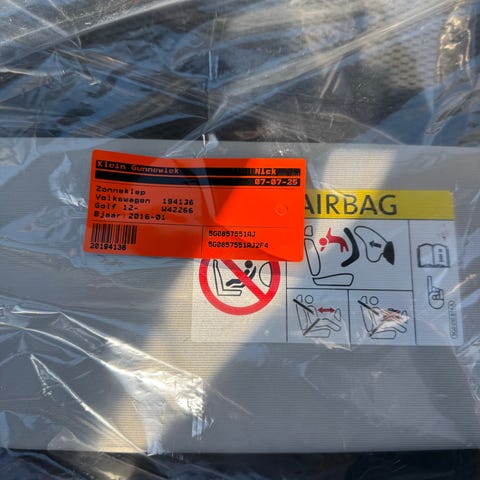 Klein Gunnewiek
Nick
07-07-25
Zonneklep
Volkswagen 194136
Golf 12- W42266
Bjaar: 2016-01
5G0857551AJ
5G0857551AJ2F4
20194136
AIRBAG